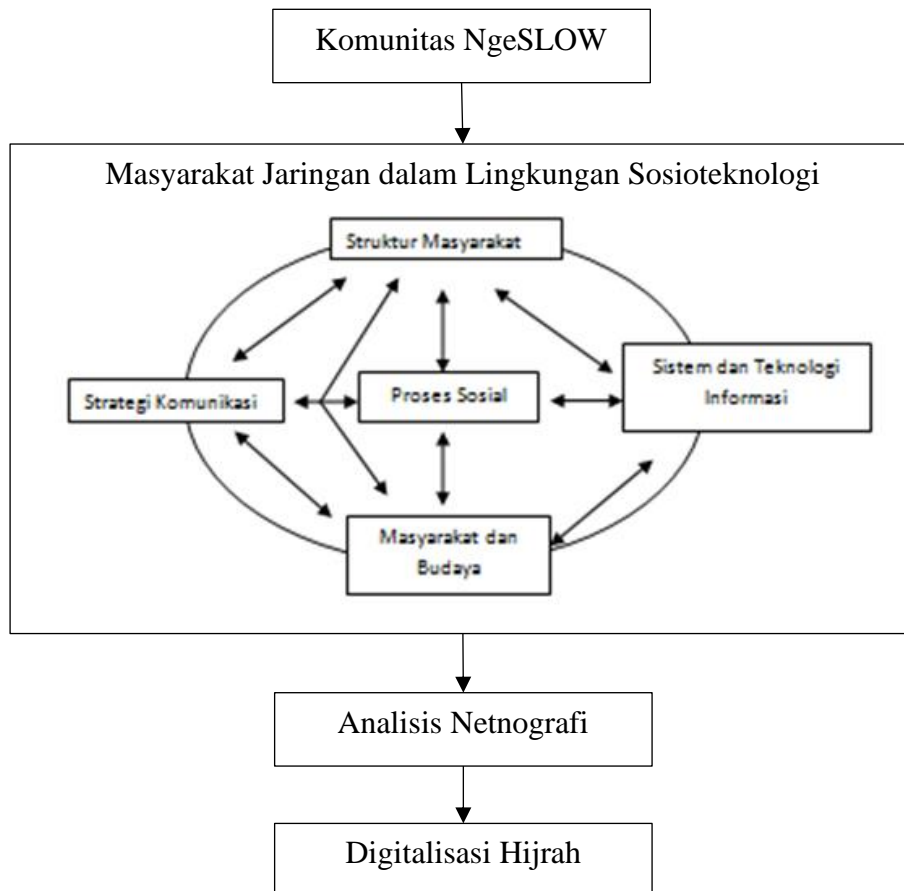 Komunitas NgeSLOW
Masyarakat Jaringan dalam Lingkungan Sosioteknologi
Struktur Masyarakat
Strategi Komunikasi
Proses Sosial
Sistem dan Teknologi
Informasi
Masyarakat dan
Budaya
Analisis Netnografi
Digitalisasi Hijrah